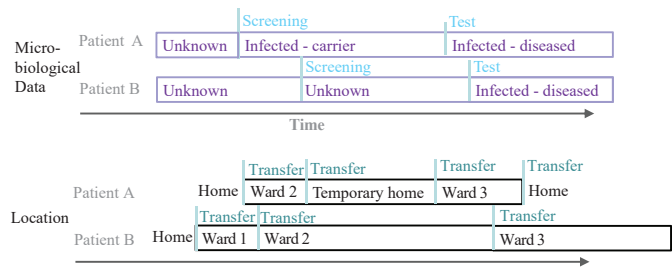 Screening Test
Micro-
biological
Data
Patient A
Unknown Infected - carrier Infected - diseased
Screening Test
Patient B
Unknown Unknown Infected - diseased
Time
Transfer Transfer Transfer Transfer
Patient A
Home Ward 2 Temporary home Ward 3 Home
Location
Transfer Transfer Transfer
Patient B
Home Ward 1 Ward 2 Ward 3